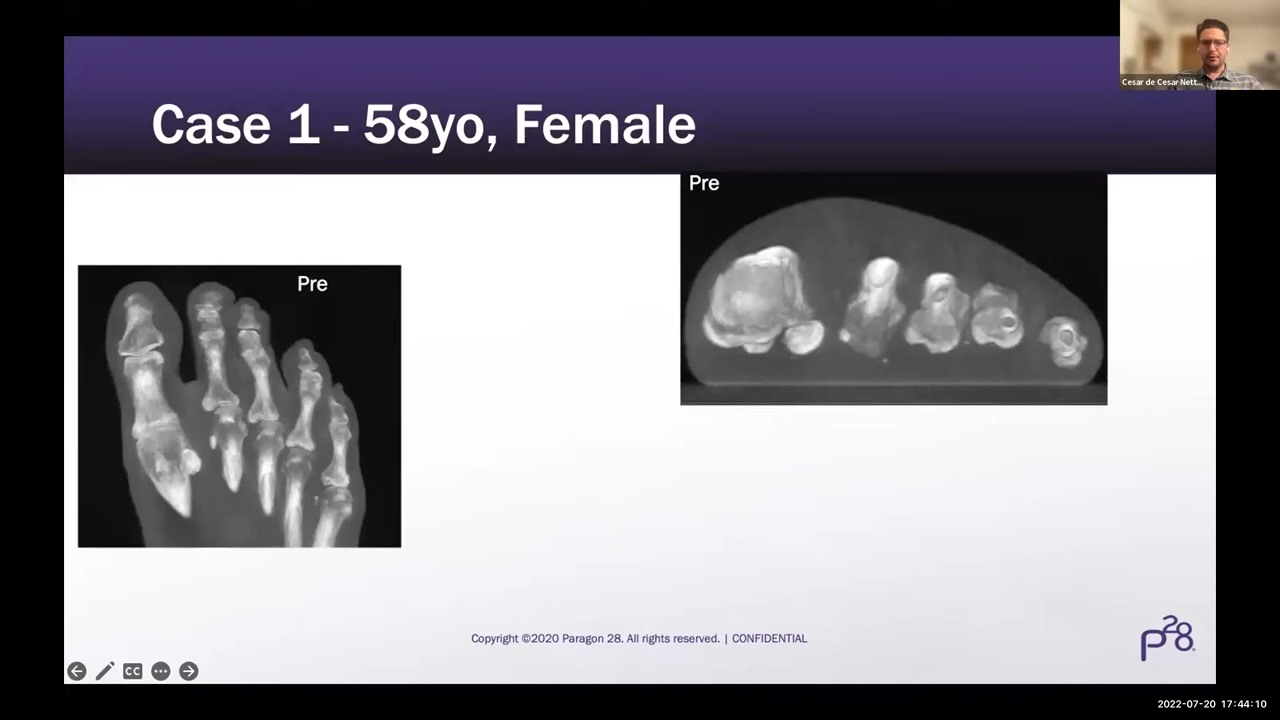 Cesar de Cesar Nett...
Case 1 - 58yo, Female
Pre
Pre
Copyright ©2020 Paragon 28. All rights reserved. | CONFIDENTIAL
p28
CC
2022-07-20 17:44:10